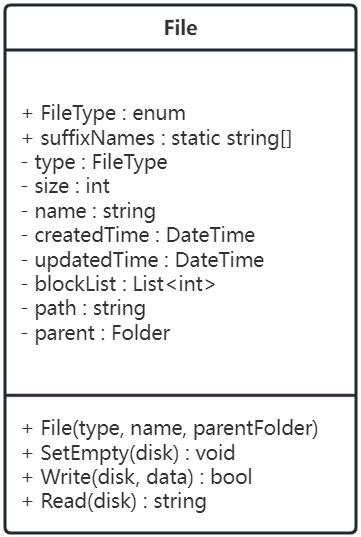 File
+ FileType : enum
+ suffixNames : static string[]
- type : FileType
- size : int
- name : string
- createdTime : DateTime
- updatedTime : DateTime
- blockList : List<int>
- path : string
- parent : Folder
+ File(type, name, parentFolder)
+ SetEmpty(disk) : void
+ Write(disk, data) : bool
+ Read(disk) : string